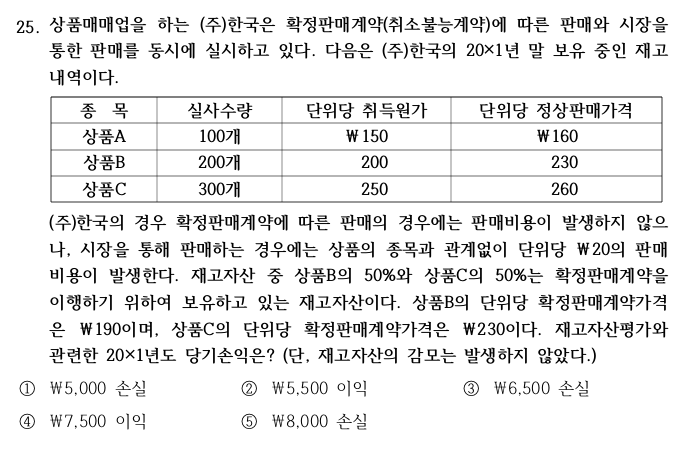 25. 상품매매업을 하는 (주)한국은 확정판매계약(취소불능계약)에 따른 판매와 시장을
통한 판매를 동시에 실시하고 있다. 다음은 (주)한국의 20×1년 말 보유 중인 재고
내역이다.
종 목 실사수량 단위당 취득원가 단위당 정상판매가격
상품A 100개 ₩150 ₩160
상품B 200개 200 230
상품C 300개 250 260
(주)한국의 경우 확정판매계약에 따른 판매의 경우에는 판매비용이 발생하지 않으
나, 시장을 통해 판매하는 경우에는 상품의 종목과 관계없이 단위당 ₩20의 판매
비용이 발생한다. 재고자산 중 상품B의 50%와 상품C의 50%는 확정판매계약을
이행하기 위하여 보유하고 있는 재고자산이다. 상품B의 단위당 확정판매계약가격
은 ₩190이며, 상품C의 단위당 확정판매계약가격은 ₩230이다. 재고자산평가와
관련한 20×1년도 당기손익은? (단, 재고자산의 감모는 발생하지 않았다.)
① ₩5,000 손실 ② ₩5,500 이익 ③ ₩6,500 손실
④ ₩7,500 이익 ⑤ ₩8,000 손실